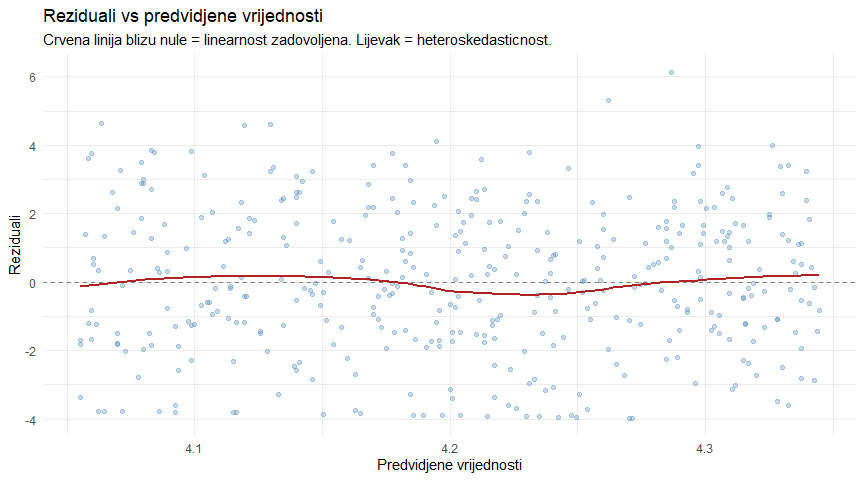 Reziduali vs predvidjene vrijednosti
Crvena linija blizu nule = linearnost zadovoljena. Lijevak = heteroskedasticnost.
6
4
2
0
-2
-4
Reziduali
4.1
4.2
4.3
Predvidjene vrijednosti